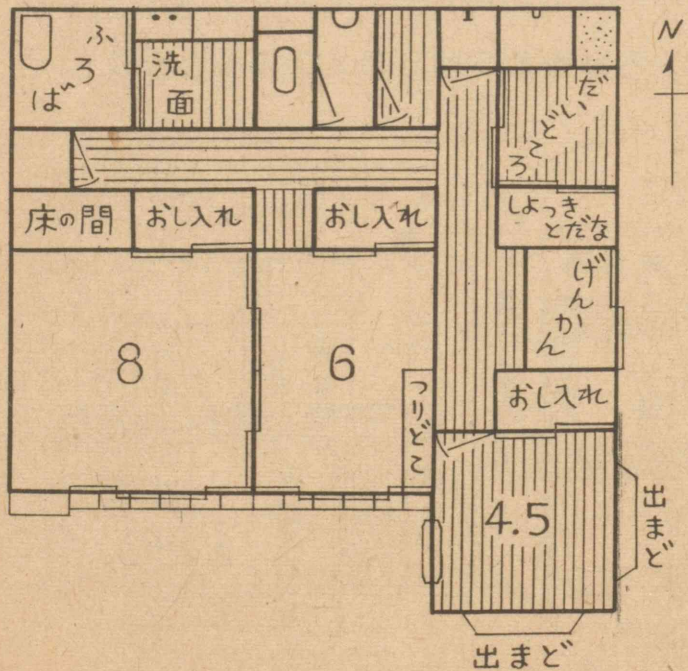 N
ふろば
洗面
だいどころ
床の間
おし入れ
おし入れ
しよっき
とだな
げんかん
8
6
つりどこ
おし入れ
4.5
出まど
出まど